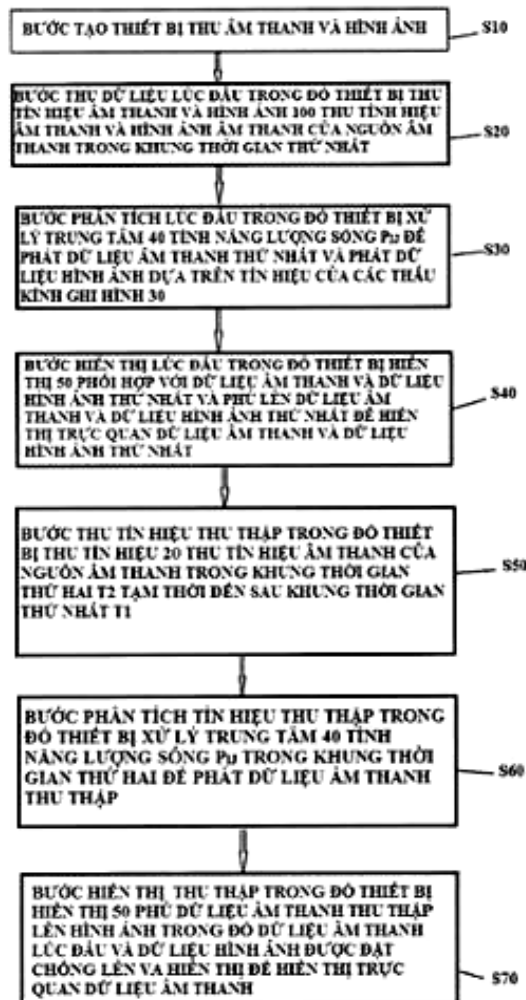 BƯỚC TẠO THIẾT BỊ THU ÂM THANH VÀ HÌNH ẢNH
S10
BƯỚC THU DỮ LIỆU LÚC ĐẦU TRONG ĐÓ THIẾT BỊ THU
TÍN HIỆU ÂM THANH VÀ HÌNH ẢNH 100 THU TÍN HIỆU
ÂM THANH VÀ HÌNH ẢNH ÂM THANH CỦA NGUỒN ÂM
THANH TRONG KHUNG THỜI GIAN THỨ NHẤT
S20
BƯỚC PHÂN TÍCH LÚC ĐẦU TRONG ĐÓ THIẾT BỊ XỬ
LÝ TRUNG TÂM 40 TÍNH NĂNG LƯỢNG SÓNG ĐỂ
PHÁT DỮ LIỆU ÂM THANH THỨ NHẤT VÀ PHÁT DỮ
LIỆU HÌNH ẢNH DỰA TRÊN TÍN HIỆU CỦA CÁC THẤU
KÍNH GHI HÌNH 30
S30
BƯỚC HIỂN THỊ LÚC ĐẦU TRONG ĐÓ THIẾT BỊ HIỂN
THỊ 50 PHỐI HỢP VỚI DỮ LIỆU ÂM THANH VÀ DỮ LIỆU
HÌNH ẢNH THỨ NHẤT VÀ PHỦ LÊN DỮ LIỆU ÂM
THANH VÀ DỮ LIỆU HÌNH ẢNH THỨ NHẤT ĐỂ HIỂN
THỊ TRỰC QUAN DỮ LIỆU ÂM THANH VÀ DỮ LIỆU
HÌNH ẢNH THỨ NHẤT
S40
BƯỚC THU TÍN HIỆU THU THẬP TRONG ĐÓ THIẾT
BỊ THU TÍN HIỆU 20 THU TÍN HIỆU ÂM THANH CỦA
NGUỒN ÂM THANH TRONG KHUNG THỜI GIAN
THỨ HAI T2 TẠM THỜI ĐẾN SAU KHUNG THỜI GIAN
THỨ NHẤT T1
S50
BƯỚC PHÂN TÍCH TÍN HIỆU THU THẬP TRONG
ĐÓ THIẾT BỊ XỬ LÝ TRUNG TÂM 40 TÍNH
NĂNG LƯỢNG SÓNG TRONG KHUNG THỜI
GIAN THỨ HAI ĐỂ PHÁT DỮ LIỆU ÂM THANH
THU THẬP
S60
BƯỚC HIỂN THỊ THU THẬP TRONG ĐÓ THIẾT BỊ
HIỂN THỊ 50 PHỦ DỮ LIỆU ÂM THANH THU THẬP
LÊN HÌNH ẢNH TRONG ĐÓ DỮ LIỆU ÂM THANH
LÚC ĐẦU VÀ DỮ LIỆU HÌNH ẢNH ĐƯỢC ĐẶT
CHỒNG LÊN VA HIỂN THỊ ĐỂ HIỂN THỊ TRỰC
QUAN DỮ LIỆU ÂM THANH
S70